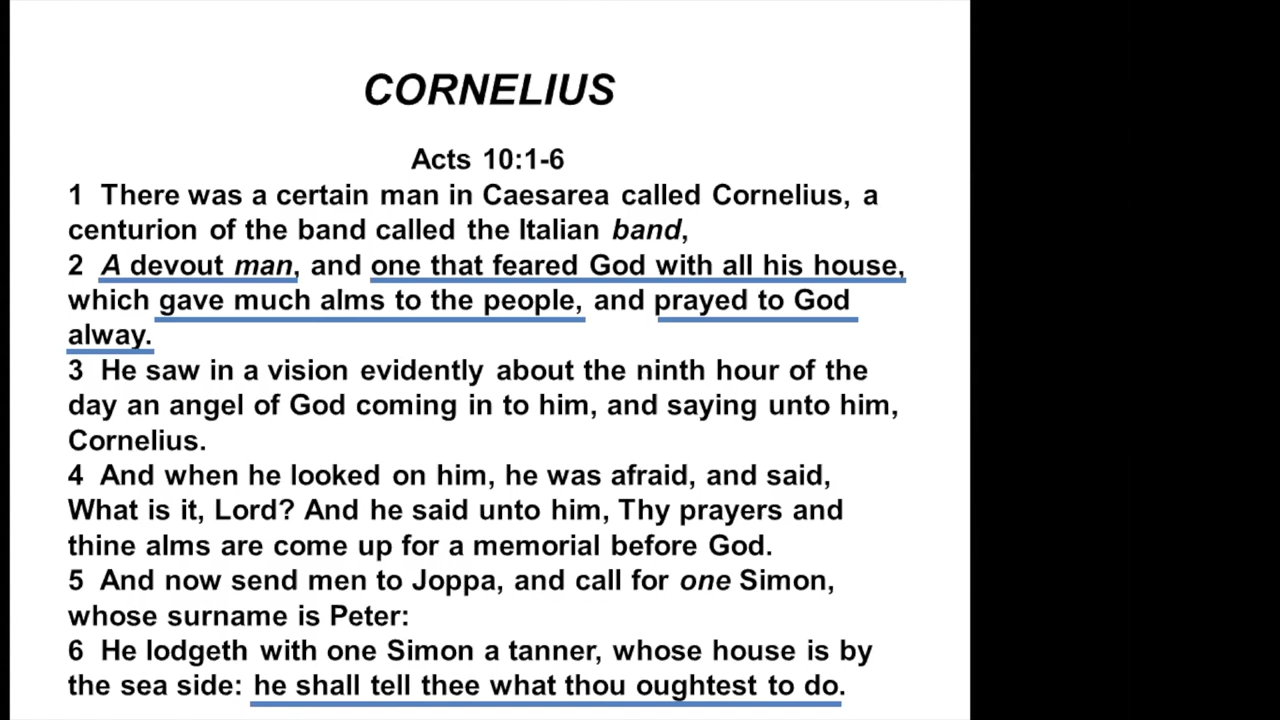 CORNELIUS
Acts 10:1-6
1 There was a certain man in Caesarea called Cornelius, a
centurion of the band called the Italian band,
2 A devout man, and one that feared God with all his house,
which gave much alms to the people, and prayed to God
alway.
3 He saw in a vision evidently about the ninth hour of the
day an angel of God coming in to him, and saying unto him,
Cornelius.
4 And when he looked on him, he was afraid, and said,
What is it, Lord? And he said unto him, Thy prayers and
thine alms are come up for a memorial before God.
5 And now send men to Joppa, and call for one Simon,
whose surname is Peter:
6 He lodgeth with one Simon a tanner, whose house is by
the sea side: he shall tell thee what thou oughtest to do.